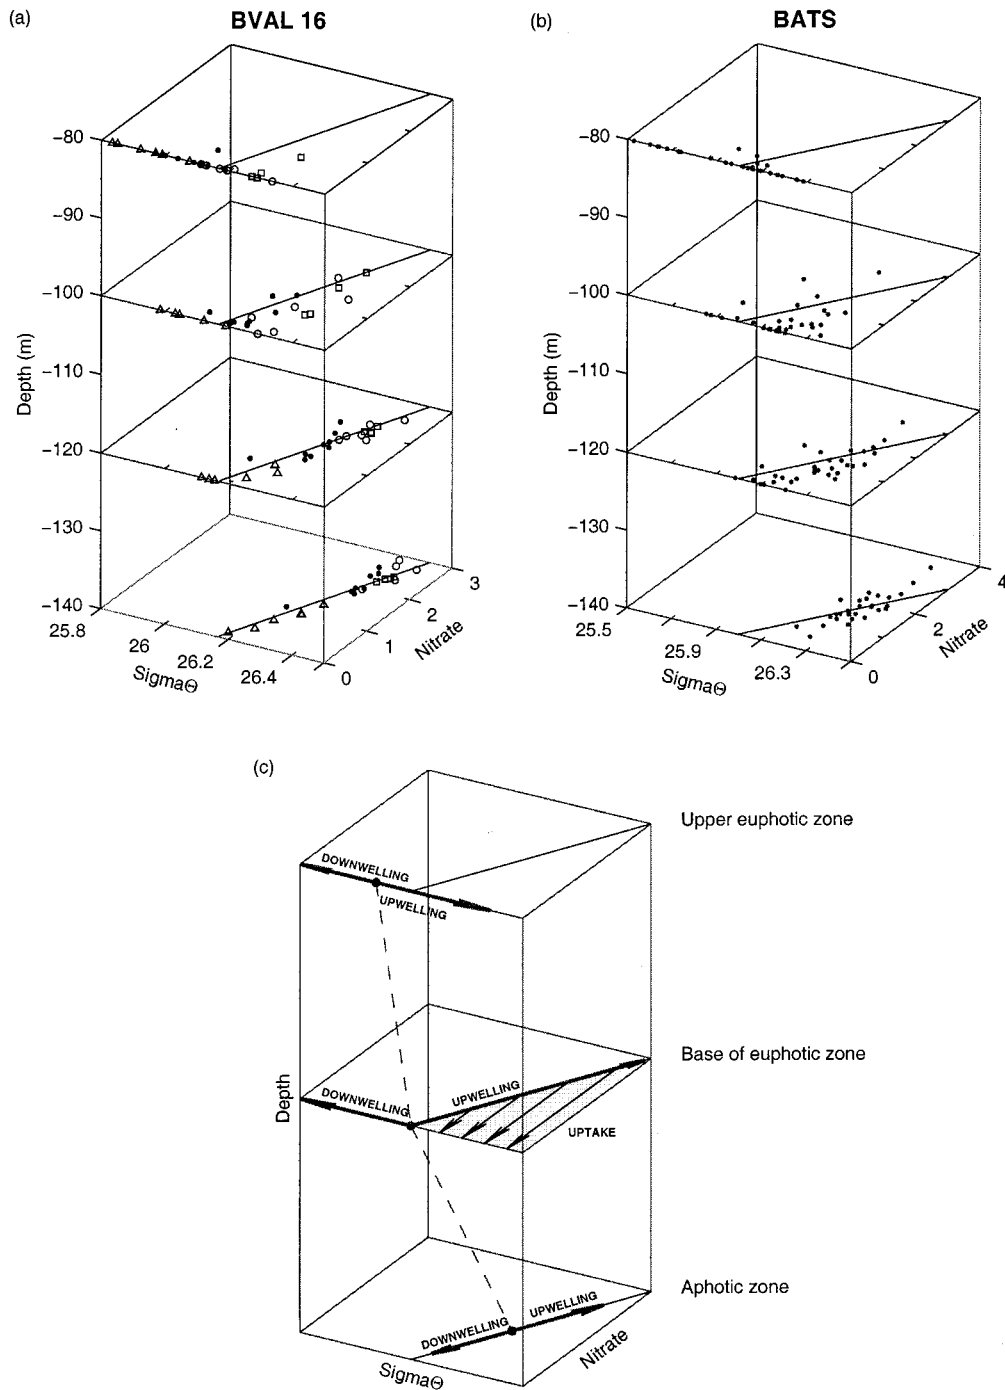 (a)
BVAL 16
−80
−90
−100
−110
−120
−130
−140
Depth (m)
25.8
26
26.2
26.4
SigmaΘ
0
1
2
3
Nitrate
(b)
BATS
−80
−90
−100
−110
−120
−130
−140
Depth (m)
25.5
25.9
26.3
SigmaΘ
0
2
4
Nitrate
(c)
DOWNWELLING
UPWELLING
Upper euphotic zone
DOWNWELLING
UPWELLING
UPTAKE
Base of euphotic zone
DOWNWELLING
UPWELLING
Aphotic zone
Depth
SigmaΘ
Nitrate